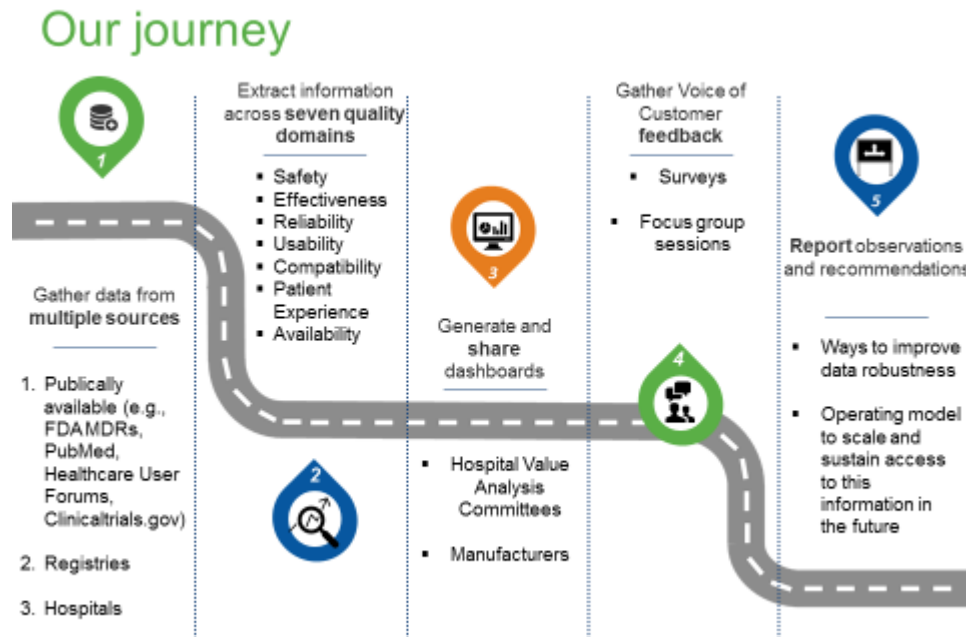 Our journey
1
Gather data from
multiple sources
1. Publically
available (e.g.,
FDA MDRs,
PubMed,
Healthcare User
Forums,
Clinicaltrials.gov)
2. Registries
3. Hospitals
Extract information
across seven quality
domains
▪ Safety
▪ Effectiveness
▪ Reliability
▪ Usability
▪ Compatibility
▪ Patient
Experience
▪ Availability
2
3
Generate and
share
dashboards
▪ Hospital Value
Analysis
Committees
▪ Manufacturers
Gather Voice of
Customer
feedback
▪ Surveys
▪ Focus group
sessions
4
5
Report observations
and recommendations
▪ Ways to improve
data robustness
▪ Operating model
to scale and
sustain access
to this
information in
the future